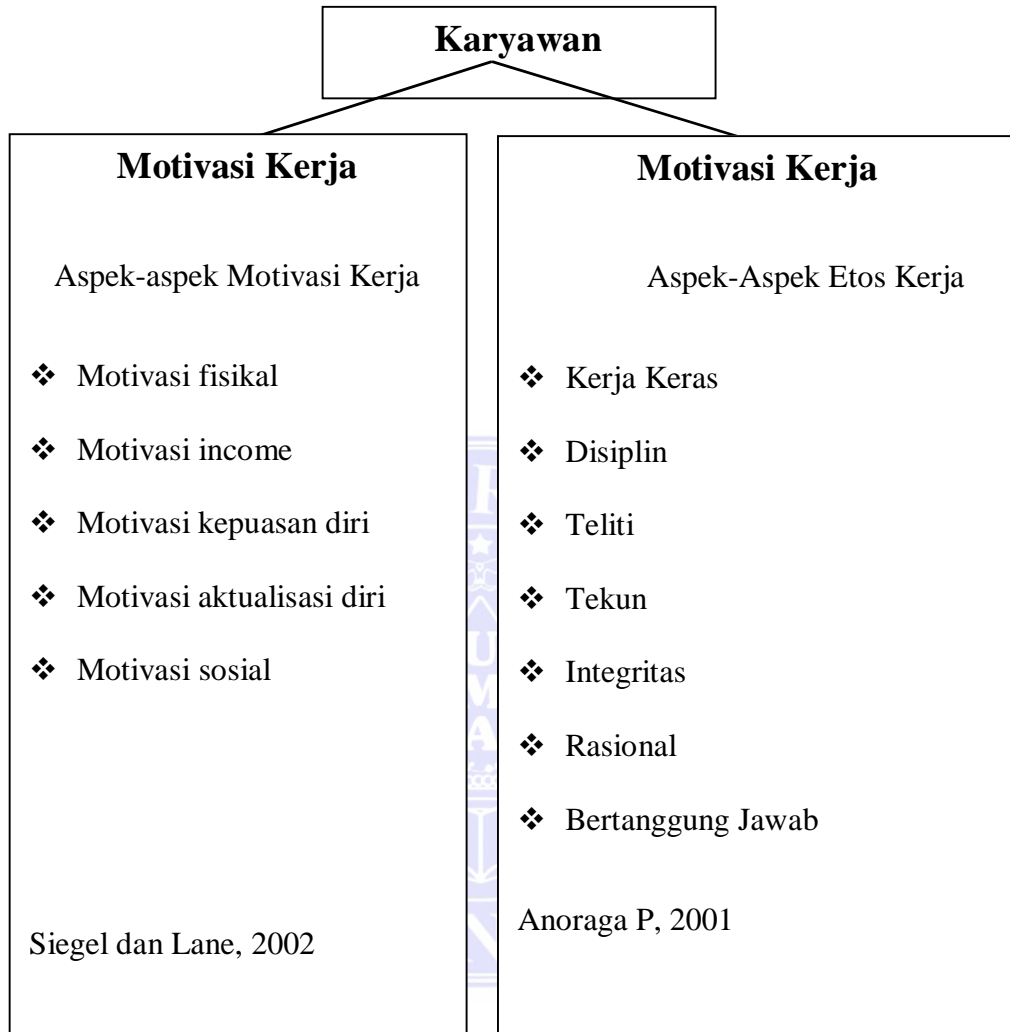 Karyawan
Motivasi Kerja
Aspek-aspek Motivasi Kerja
❖ Motivasi fisikal
❖ Motivasi income
❖ Motivasi kepuasan diri
❖ Motivasi aktualisasi diri
❖ Motivasi sosial
Siegel dan Lane, 2002
Motivasi Kerja
Aspek-Aspek Etos Kerja
❖ Kerja Keras
❖ Disiplin
❖ Teliti
❖ Tekun
❖ Integritas
❖ Rasional
❖ Bertanggung Jawab
Anoraga P, 2001